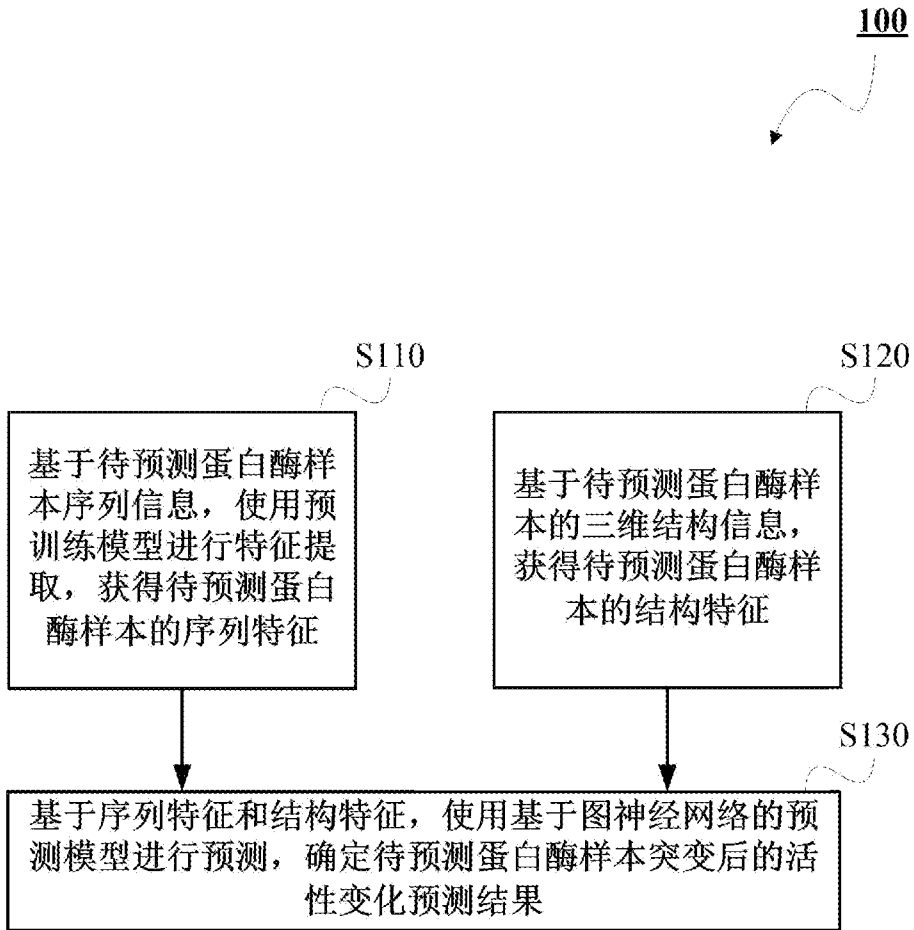 100
S110
基于待预测蛋白酶样
本序列信息，使用预
训练模型进行特征提
取，获得待预测蛋白
酶样本的序列特征
S120
基于待预测蛋白酶样
本的三维结构信息，
获得待预测蛋白酶样
本的结构特征
S130
基于序列特征和结构特征，使用基于图神经网络的预
测模型进行预测，确定待预测蛋白酶样本突变后的活
性变化预测结果